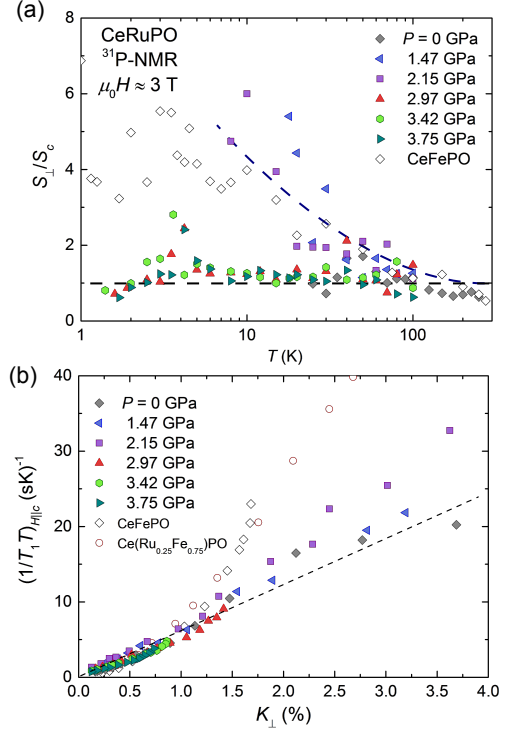 (a)
CeRuPO
³¹P-NMR
μ₀H ≈ 3 T
P = 0 GPa
1.47 GPa
2.15 GPa
2.97 GPa
3.42 GPa
3.75 GPa
CeFePO
S⊥/Sc
8
6
4
2
0
1
10
100
T (K)
(b)
P = 0 GPa
1.47 GPa
2.15 GPa
2.97 GPa
3.42 GPa
3.75 GPa
CeFePO
Ce(Ru₀.₂₅Fe₀.₇₅)PO
(1/T₁T)H||c (sK)⁻¹
40
30
20
10
0
0.0 0.5 1.0 1.5 2.0 2.5 3.0 3.5 4.0
K⊥(%)